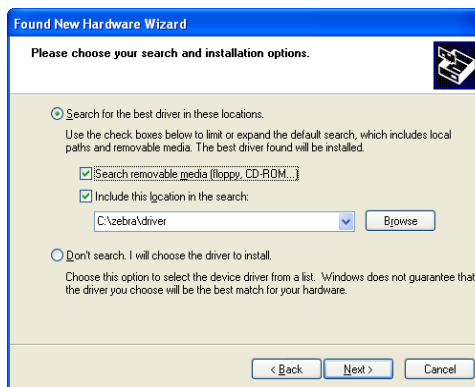 Found New Hardware Wizard
Please choose your search and installation options.
Search for the best driver in these locations.
Use the check boxes below to limit or expand the default search, which includes local
paths and removable media. The best driver found will be installed.
Search removable media (floppy, CD-ROM...)
Include this location in the search:
C:\zebra\driver
Browse
Don't search. I will choose the driver to install.
Choose this option to select the device driver from a list. Windows does not guarantee that
the driver you choose will be the best match for your hardware.
< Back
Next >
Cancel